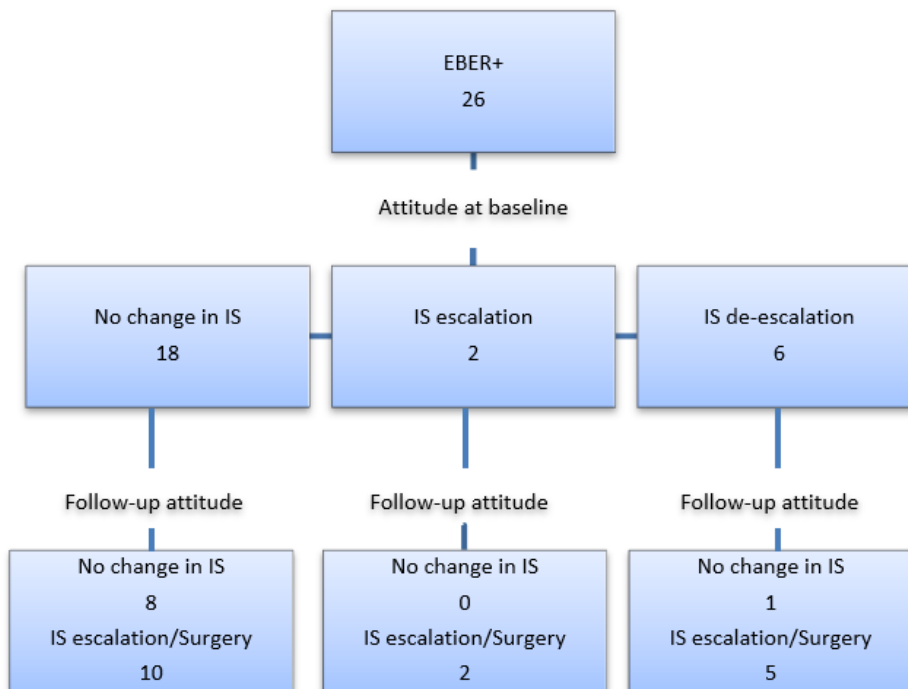 EBER+
26
Attitude at baseline
No change in IS
18
IS escalation
2
IS de-escalation
6
Follow-up attitude
Follow-up attitude
Follow-up attitude
No change in IS
8
IS escalation/Surgery
10
No change in IS
0
IS escalation/Surgery
2
No change in IS
1
IS escalation/Surgery
5